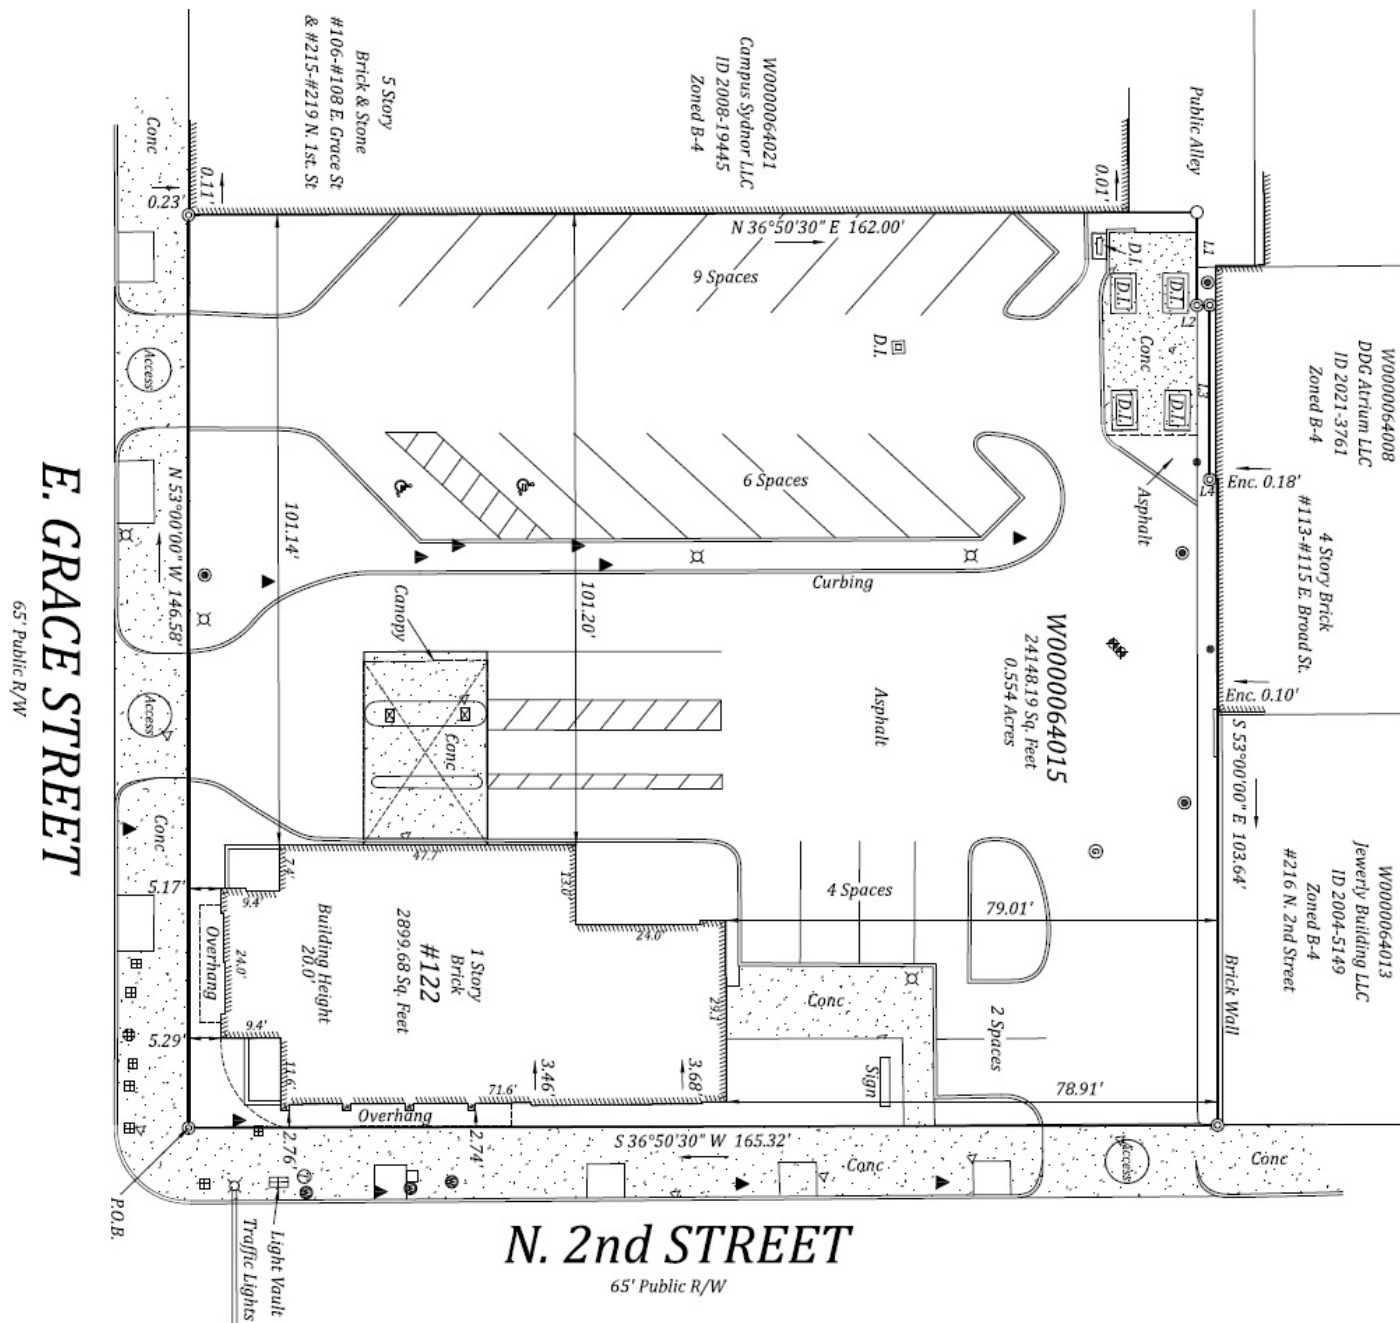 5 Story
Brick & Stone
#106-#108 E. Grace St
& #215-#219 N. 1st. St
W0000064021
Campus Sydnor LLC
ID 2008-19445
Zoned B-4
Public Alley
Conc
0.23'
0.11'
0.01'
N 36°50'30" E 162.00'
9 Spaces
D.I.
L1
D.I.
D.I.
L2
D.I.
Conc
L3
D.I.
D.I.
W0000064008
DDG Atrium LLC
ID 2021-3761
Zoned B-4
Access
6 Spaces
Enc. 0.18'
L4
Asphalt
4 Story Brick
#113-#115 E. Broad St.
N 53°00'00" W 146.58'
101.14'
101.20'
Curbing
Canopy
W0000064015
24148.19 Sq. Feet
0.554 Acres
Enc. 0.10'
E. GRACE STREET
65' Public R/W
Access
Conc
Asphalt
S 53°00'00" E 103.64'
W0000064013
Jewerly Building LLC
ID 2004-5149
Zoned B-4
#216 N. 2nd Street
Conc
47.7'
7.4'
13.0'
4 Spaces
5.17'
9.4'
79.01'
24.0'
Overhang
24.0'
Building Height
20.0'
1 Story
Brick
#122
2899.68 Sq. Feet
29.1'
Conc
Brick Wall
2 Spaces
9.4'
5.29'
11.6'
71.6'
3.46'
3.68'
Sign
78.91'
Overhang
2.76'
2.74'
S 36°50'30" W 165.32'
Conc
Access
Conc
P.O.B.
Light Vault
Traffic Lights
N. 2nd STREET
65' Public R/W